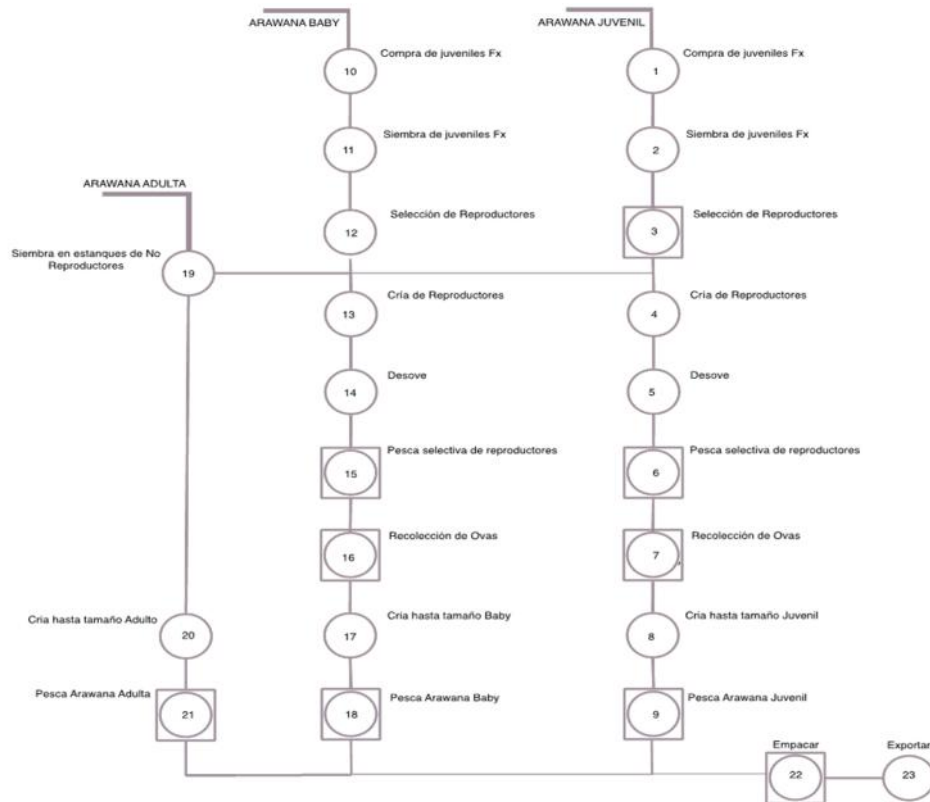 ARAWANA BABY
ARAWANA JUVENIL
Compra de juveniles Fx
10
Compra de juveniles Fx
1
Siembra de juveniles Fx
11
Siembra de juveniles Fx
2
ARAWANA ADULTA
Selección de Reproductores
12
Selección de Reproductores
3
Siembra en estanques de No
Reproductores
19
Cría de Reproductores
13
Cría de Reproductores
4
Desove
14
Desove
5
Pesca selectiva de reproductores
15
Pesca selectiva de reproductores
6
Recolección de Ovas
16
Recolección de Ovas
7
Cria hasta tamaño Adulto
20
Cria hasta tamaño Baby
17
Cria hasta tamaño Juvenil
8
Pesca Arawana Adulta
21
Pesca Arawana Baby
18
Pesca Arawana Juvenil
9
Empacar
22
Exportar
23